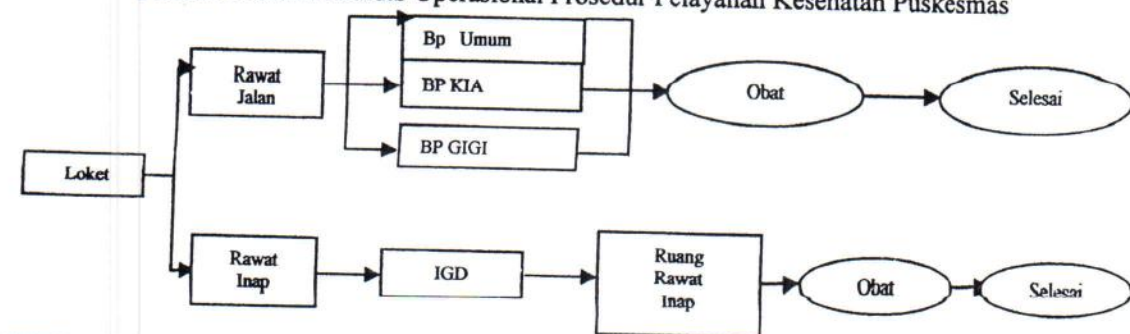 Operasional Prosedur Pelayanan Kesehatan Puskesmas
Bp Umum
Rawat
Jalan
BP KIA
Obat
Selesai
BP GIGI
Loket
Rawat
Inap
IGD
Ruang
Rawat
Inap
Obat
Selesai